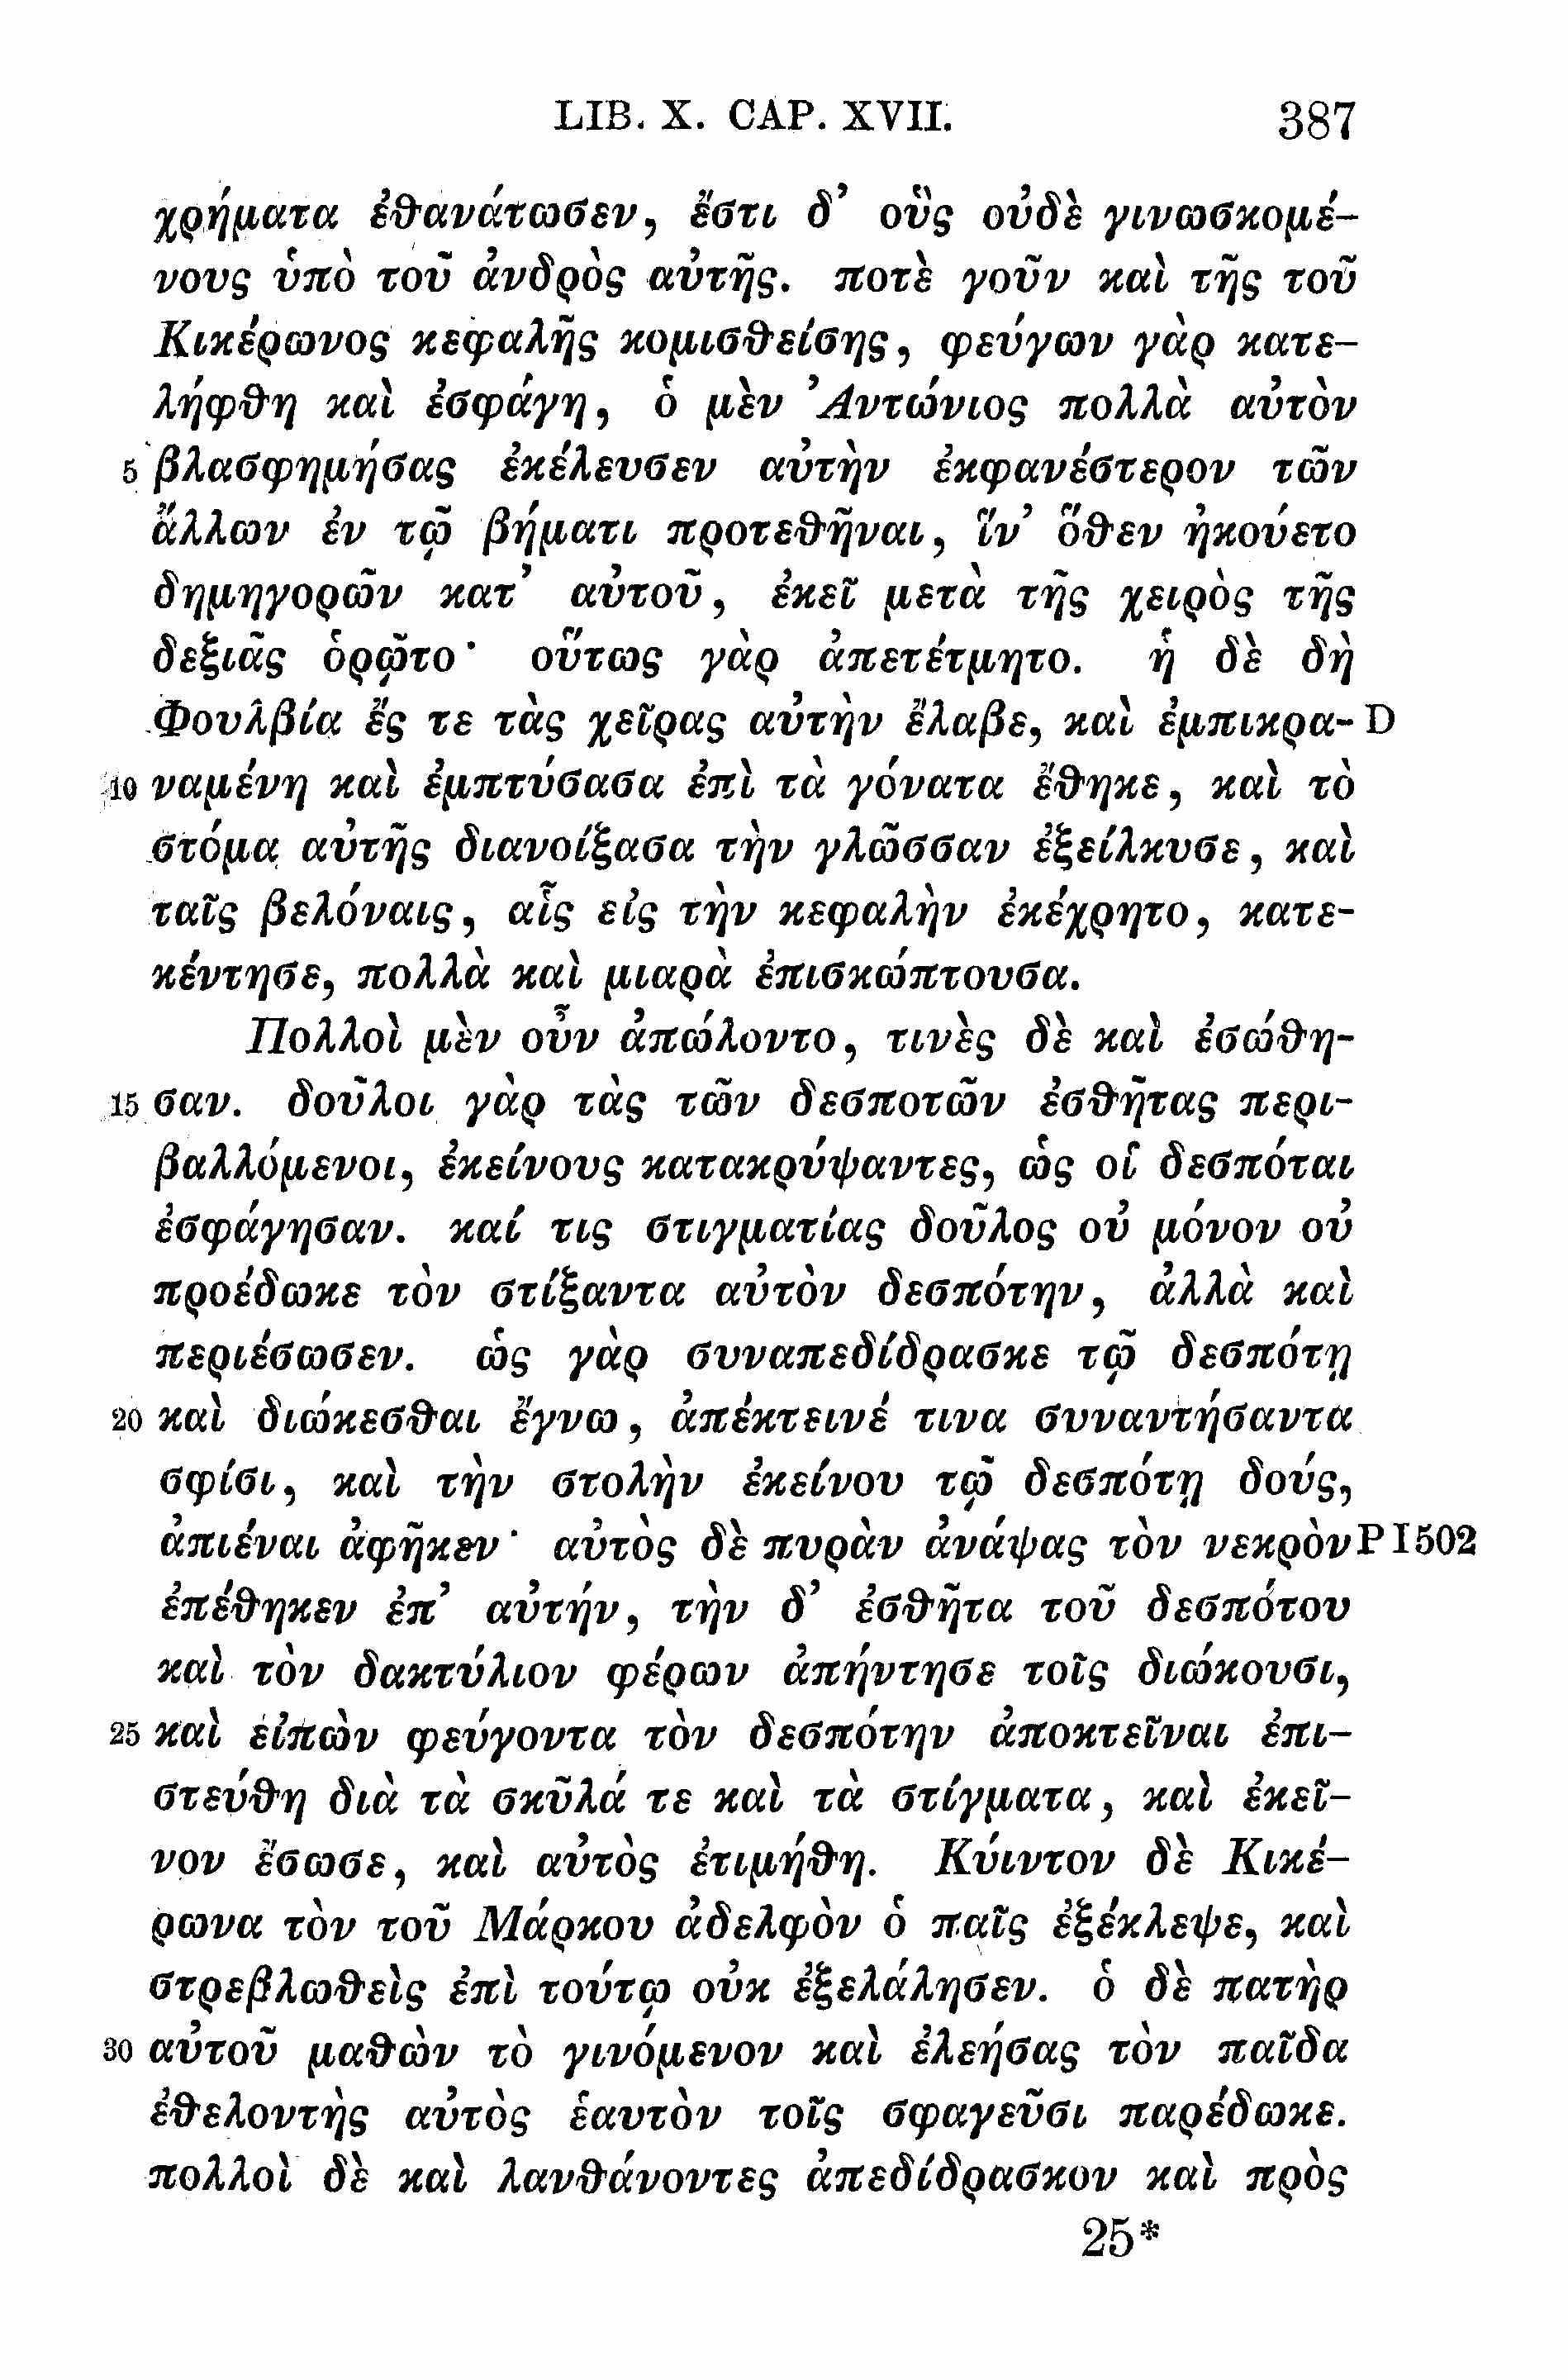 LIB. X. CAP. XVII. 387
χρήματα ἐθανάτωσεν, ἔστι δ᾽ οὓς οὐδὲ γινωσκομέ-
νους ὑπὸ τοῦ ἀνδρὸς αὐτῆς. ποτὲ γοῦν καὶ τῆς τοῦ
Κικέρωνος κεφαλῆς κομισθείσης, φεύγων γὰρ κατε-
λήφθη καὶ ἐσφάγη, ὁ μὲν Ἀντώνιος πολλὰ αὐτὸν
5 βλασφημήσας ἐκέλευσεν αὐτὴν ἐκφανέστερον τῶν
ἄλλων ἐν τῷ βήματι προτεθῆναι, ἵν᾽ ὅθεν ἠκούετο
δημηγορῶν κατ᾽ αὐτοῦ, ἐκεῖ μετὰ τῆς χειρὸς τῆς
δεξιᾶς ὁρῷτο· οὕτως γὰρ ἀπετέτμητο. ἡ δὲ δὴ
Φουλβία ἔς τε τὰς χεῖρας αὐτὴν ἔλαβε, καὶ ἐμπικρα- D
10 ναμένη καὶ ἐμπτύσασα ἐπὶ τὰ γόνατα ἔθηκε, καὶ τὸ
στόμα αὐτῆς διανοίξασα τὴν γλῶσσαν ἐξείλκυσε, καὶ
ταῖς βελόναις, αἷς εἰς τὴν κεφαλὴν ἐκέχρητο, κατε-
κέντησε, πολλὰ καὶ μιαρὰ ἐπισκώπτουσα.
Πολλοὶ μὲν οὖν ἀπώλοντο, τινὲς δὲ καὶ ἐσώθη-
15 σαν. δοῦλοι γὰρ τὰς τῶν δεσποτῶν ἐσθῆτας περι-
βαλλόμενοι, ἐκείνους κατακρύψαντες, ὡς οἱ δεσπόται
ἐσφάγησαν. καί τις στιγματίας δοῦλος οὐ μόνον οὐ
προέδωκε τὸν στίξαντα αὐτὸν δεσπότην, ἀλλὰ καὶ
περιέσωσεν. ὡς γὰρ συναπεδίδρασκε τῷ δεσπότῃ
20 καὶ διώκεσθαι ἔγνω, ἀπέκτεινέ τινα συναντήσαντα
σφίσι, καὶ τὴν στολὴν ἐκείνου τῷ δεσπότῃ δούς,
ἀπιέναι ἀφῆκεν· αὐτὸς δὲ πυρὰν ἀνάψας τὸν νεκρὸν P I 502
ἐπέθηκεν ἐπ᾽ αὐτήν, τὴν δ᾽ ἐσθῆτα τοῦ δεσπότου
καὶ τὸν δακτύλιον φέρων ἀπήντησε τοῖς διώκουσι,
25 καὶ εἰπὼν φεύγοντα τὸν δεσπότην ἀποκτεῖναι ἐπι-
στεύθη διὰ τὰ σκῦλά τε καὶ τὰ στίγματα, καὶ ἐκεῖ-
νον ἔσωσε, καὶ αὐτὸς ἐτιμήθη. Κύιντον δὲ Κικέ-
ρωνα τὸν τοῦ Μάρκου ἀδελφὸν ὁ παῖς ἐξέκλεψε, καὶ
στρεβλωθεὶς ἐπὶ τούτῳ οὐκ ἐξελάλησεν. ὁ δὲ πατὴρ
30 αὐτοῦ μαθὼν τὸ γινόμενον καὶ ἐλεήσας τὸν παῖδα
ἐθελοντὴς αὐτὸς ἑαυτὸν τοῖς σφαγεῦσι παρέδωκε.
πολλοὶ δὲ καὶ λανθάνοντες ἀπεδίδρασκον καὶ πρὸς
25*